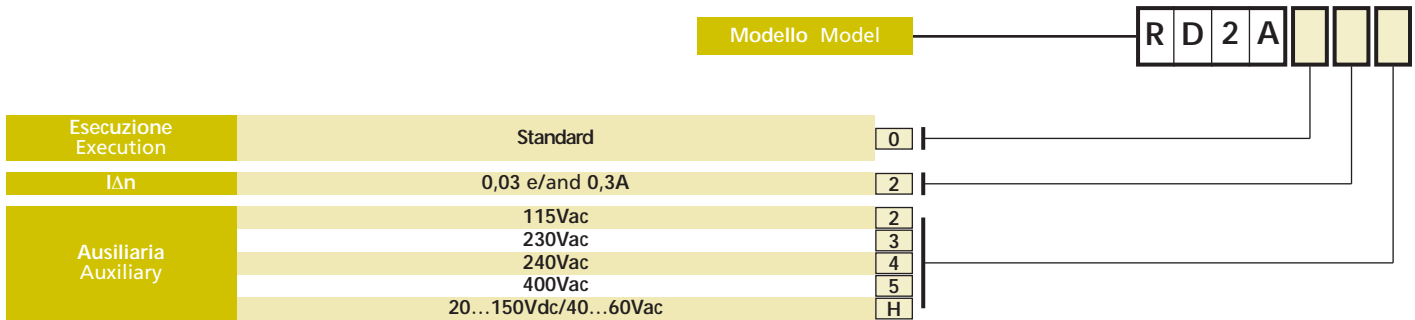 Modello Model
R D 2 A
Esecuzione
Execution
Standard
0
I∆n
0,03 e/and 0,3A
2
Ausiliaria
Auxiliary
115Vac
2
230Vac
3
240Vac
4
400Vac
5
20…150Vdc/40…60Vac
H